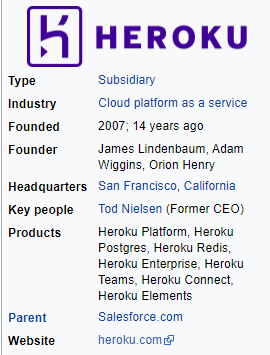 HEROKU
Type Subsidiary
Industry Cloud platform as a service
Founded 2007; 14 years ago
Founder James Lindenbaum, Adam
Wiggins, Orion Henry
Headquarters San Francisco, California
Key people Tod Nielsen (Former CEO)
Products Heroku Platform, Heroku
Postgres, Heroku Redis,
Heroku Enterprise, Heroku
Teams, Heroku Connect,
Heroku Elements
Parent Salesforce.com
Website heroku.com